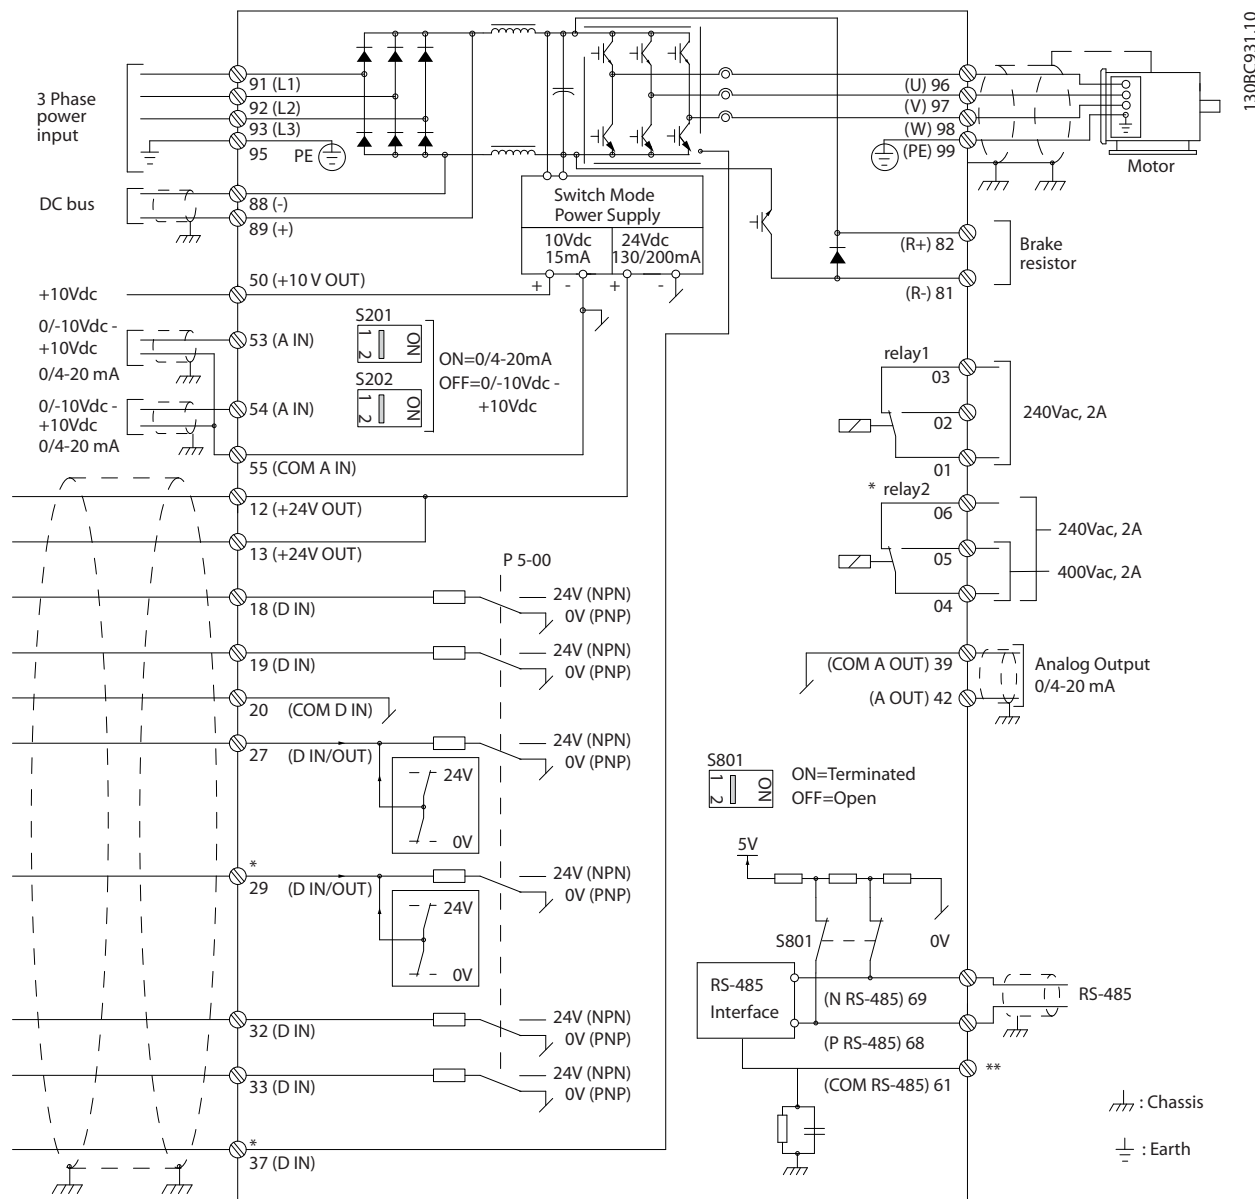 130BC931.10
3 Phase
power
input
91 (L1)
92 (L2)
93 (L3)
95
PE
DC bus
88 (-)
89 (+)
+10Vdc
50 (+10 V OUT)
0/-10Vdc -
+10Vdc
0/4-20 mA
53 (A IN)
0/-10Vdc -
+10Vdc
0/4-20 mA
54 (A IN)
55 (COM A IN)
12 (+24V OUT)
13 (+24V OUT)
18 (D IN)
19 (D IN)
20 (COM D IN)
27 (D IN/OUT)
24V
0V
*
29 (D IN/OUT)
24V
0V
32 (D IN)
33 (D IN)
*
37 (D IN)
S201
1
2
ON
S202
1
2
ON
ON=0/4-20mA
OFF=0/-10Vdc -
+10Vdc
P 5-00
24V (NPN)
0V (PNP)
24V (NPN)
0V (PNP)
24V (NPN)
0V (PNP)
24V (NPN)
0V (PNP)
24V (NPN)
0V (PNP)
24V (NPN)
0V (PNP)
Switch Mode
Power Supply
10Vdc
15mA
24Vdc
130/200mA
+ - + -
(U) 96
(V) 97
(W) 98
(PE) 99
Motor
(R+) 82
(R-) 81
Brake
resistor
relay1
03
02
01
240Vac, 2A
* relay2
06
05
04
240Vac, 2A
400Vac, 2A
(COM A OUT) 39
(A OUT) 42
Analog Output
0/4-20 mA
S801
1
2
ON
ON=Terminated
OFF=Open
5V
S801
0V
RS-485
Interface
(N RS-485) 69
(P RS-485) 68
(COM RS-485) 61
RS-485
**
: Chassis
: Earth